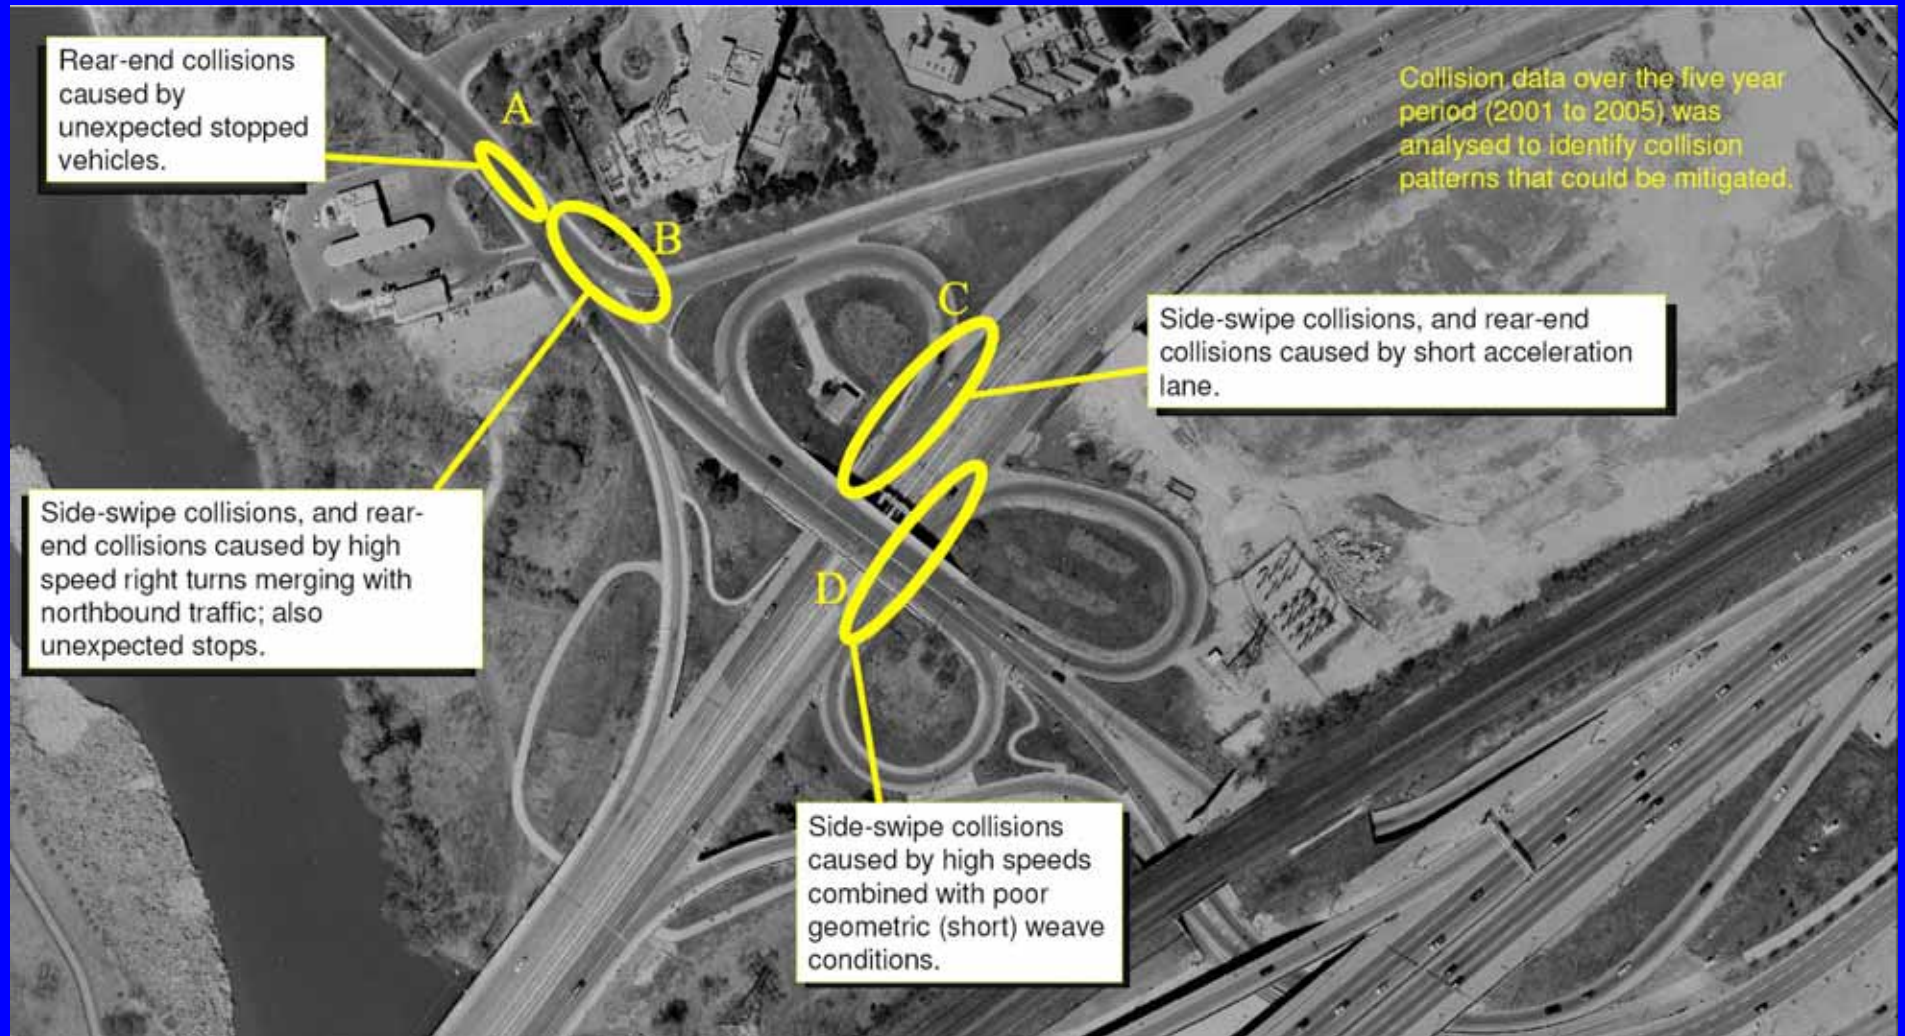 Rear-end collisions
caused by
unexpected stopped
vehicles.
A
Collision data over the five year
period (2001 to 2005) was
analysed to identify collision
patterns that could be mitigated.
B
C
Side-swipe collisions, and rear-end
collisions caused by short acceleration
lane.
Side-swipe collisions, and rear-
end collisions caused by high
speed right turns merging with
northbound traffic; also
unexpected stops.
D
Side-swipe collisions
caused by high speeds
combined with poor
geometric (short) weave
conditions.